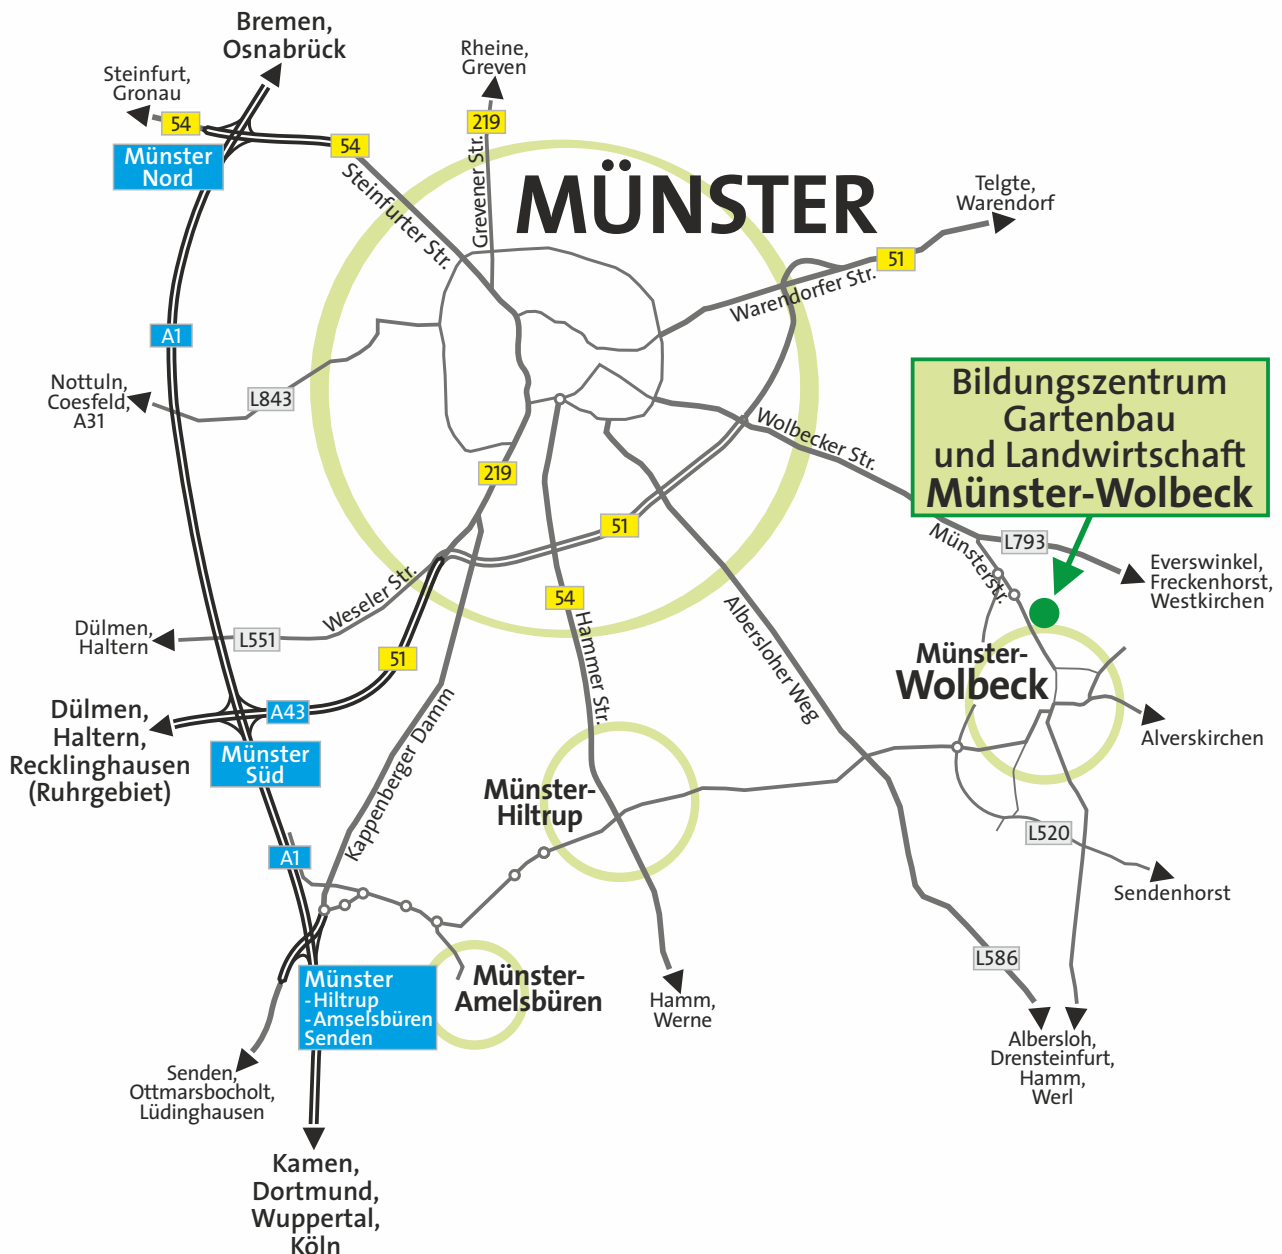 Bremen,
Osnabrück
Steinfurt,
Gronau
54
Münster
Nord
54
Steinfurter Str.
Rheine,
Greven
219
Grevener Str.
MÜNSTER
Telgte,
Warendorf
51
Warendorfer Str.
A1
Nottuln,
Coesfeld,
A31
L843
Bildungszentrum
Gartenbau
und Landwirtschaft
Münster-Wolbeck
Wolbecker Str.
219
51
Münsterstr.
L793
Everswinkel,
Freckenhorst,
Westkirchen
Weseler Str.
54
Hammer Str.
Albersloher Weg
Dülmen,
Haltern
L551
51
Münster-
Wolbeck
Dülmen,
Haltern,
Recklinghausen
(Ruhrgebiet)
A43
Münster
Süd
Kappenberger Damm
Alverskirchen
Münster-
Hiltrup
A1
L520
Sendenhorst
Münster
-Hiltrup
-Amselsbüren
Senden
Münster-
Amelsbüren
Hamm,
Werne
L586
Albersloh,
Drensteinfurt,
Hamm,
Werl
Senden,
Ottmarsbocholt,
Lüdinghausen
Kamen,
Dortmund,
Wuppertal,
Köln